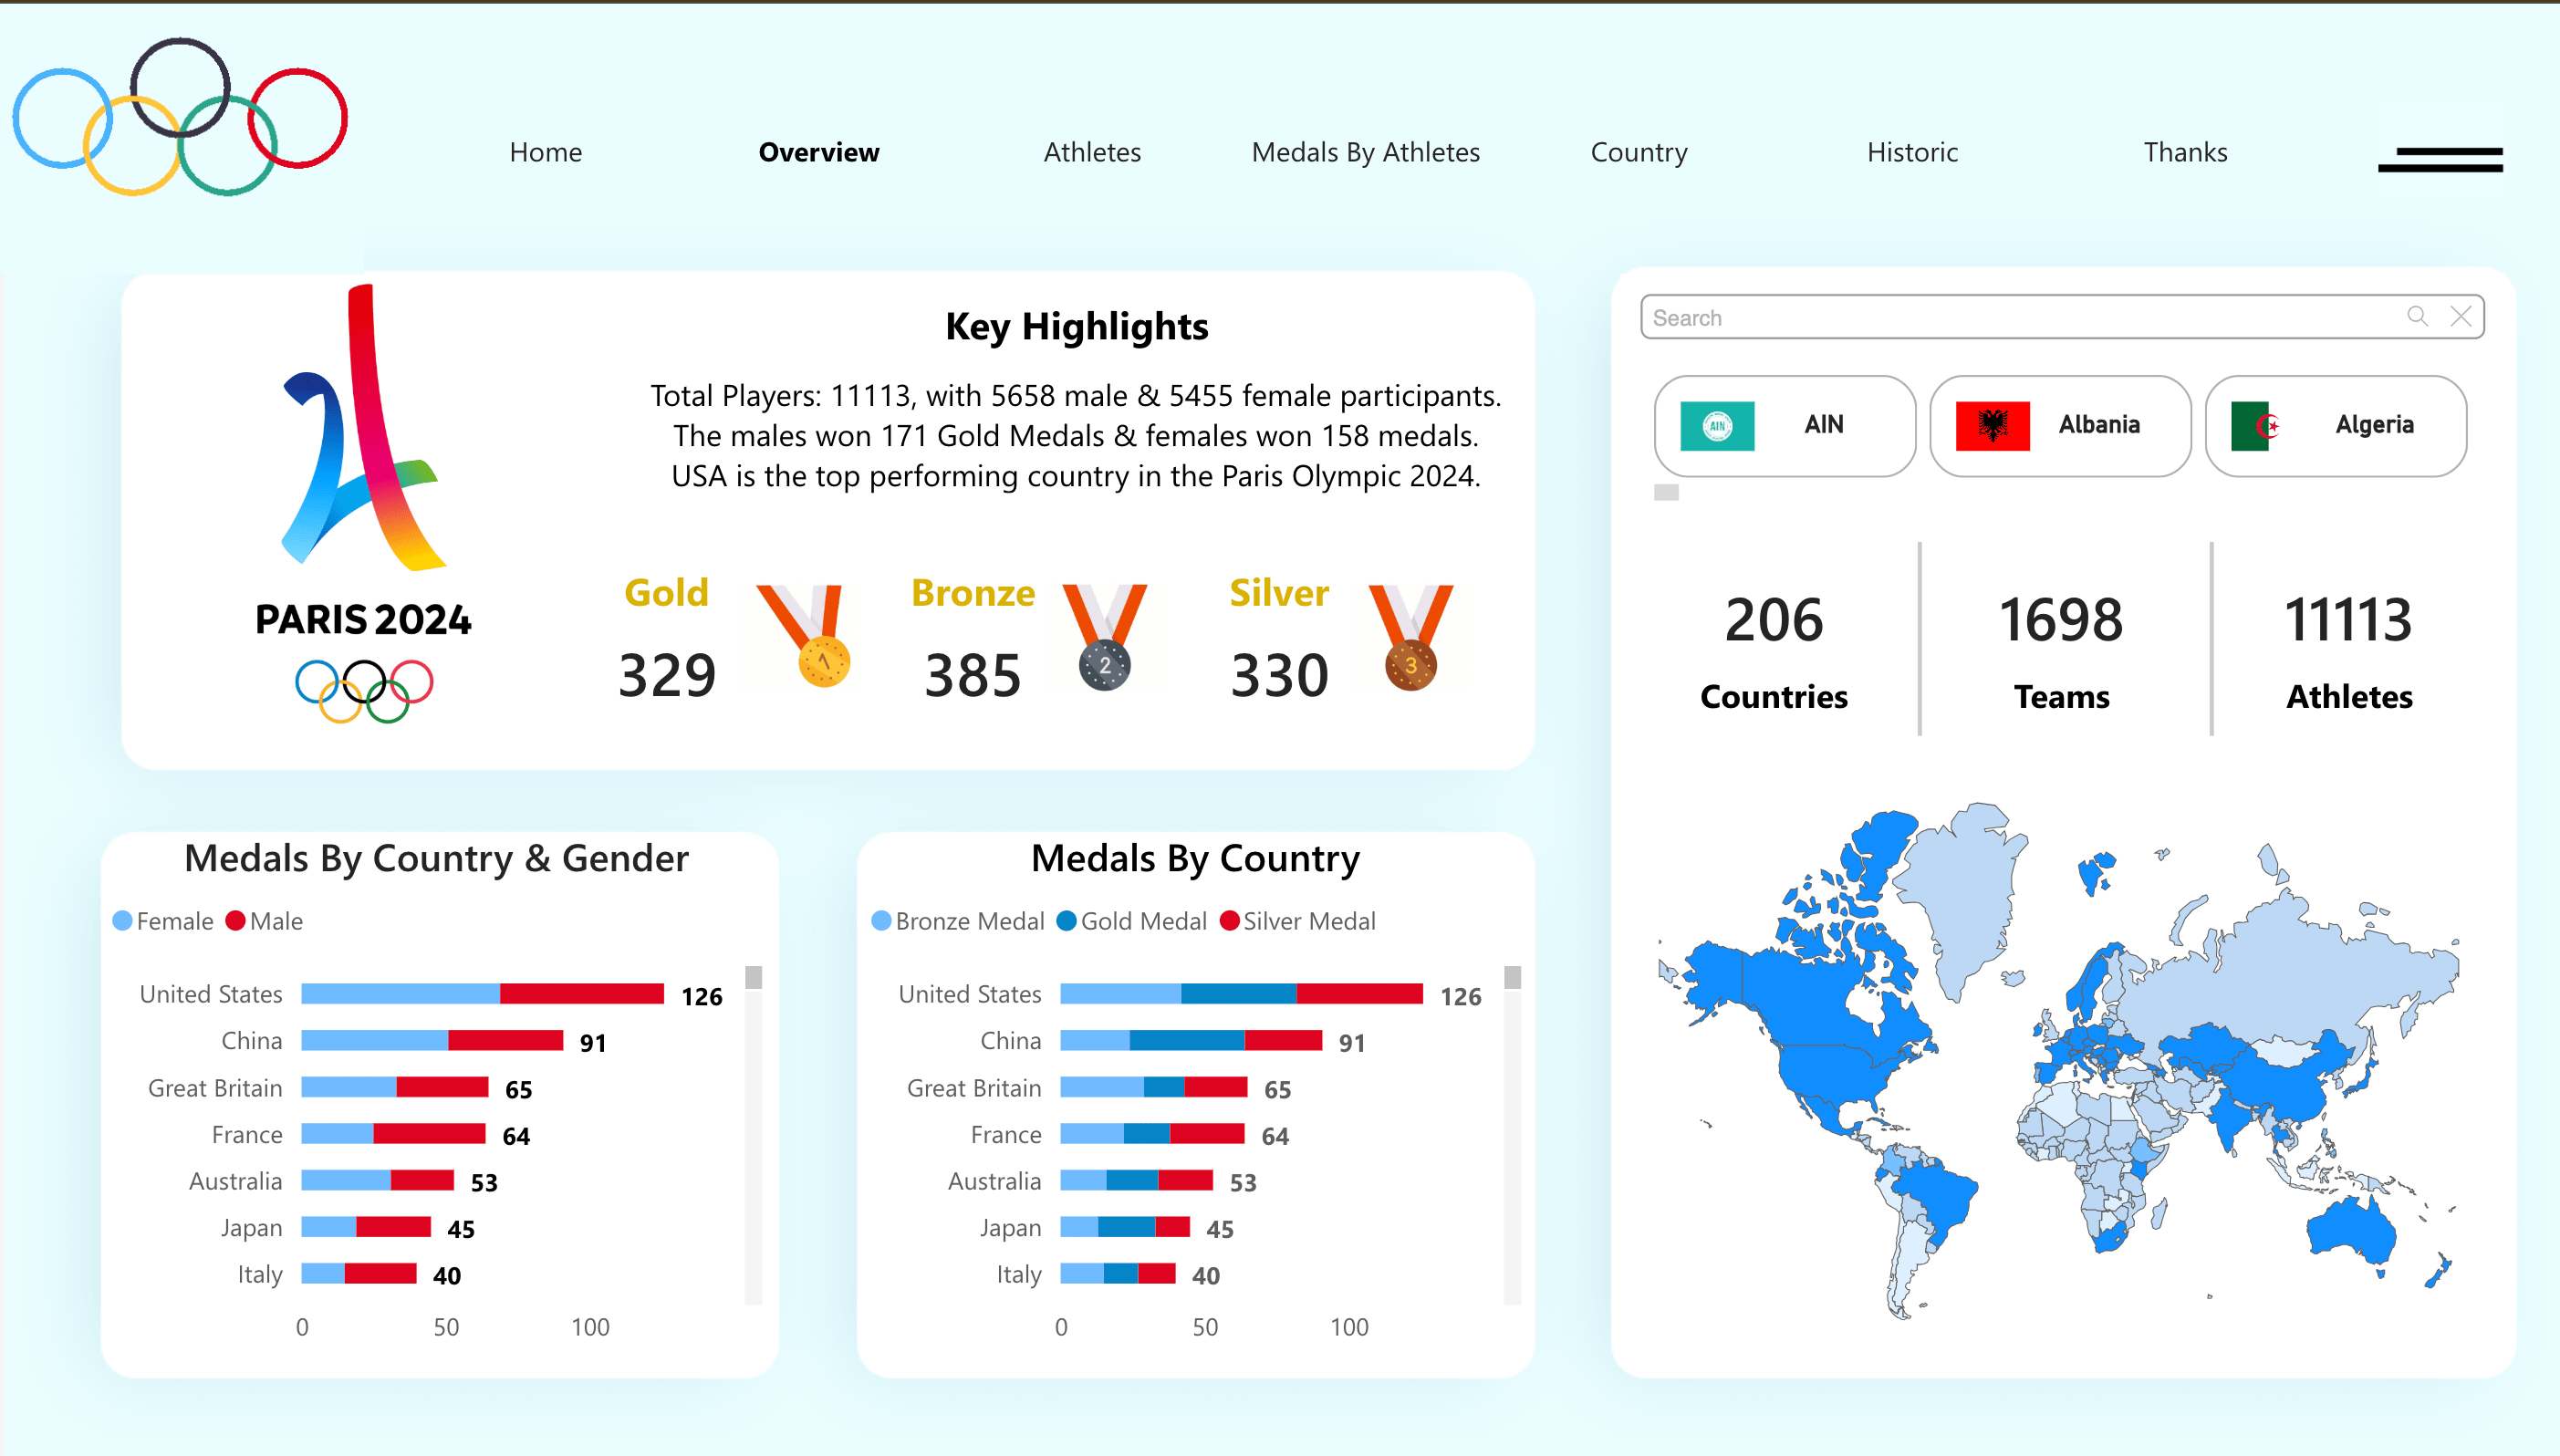 Home
Overview
Athletes
Medals By Athletes
Country
Historic
Thanks
PARIS 2024
Key Highlights
Total Players: 11113, with 5658 male & 5455 female participants.
The males won 171 Gold Medals & females won 158 medals.
USA is the top performing country in the Paris Olympic 2024.
Gold
329
1
Bronze
385
2
Silver
330
3
Search
AIN
AIN
Albania
Algeria
206
Countries
1698
Teams
11113
Athletes
Medals By Country & Gender
Female Male
United States 126
China 91
Great Britain 65
France 64
Australia 53
Japan 45
Italy 40
0 50 100
Medals By Country
Bronze Medal Gold Medal Silver Medal
United States 126
China 91
Great Britain 65
France 64
Australia 53
Japan 45
Italy 40
0 50 100